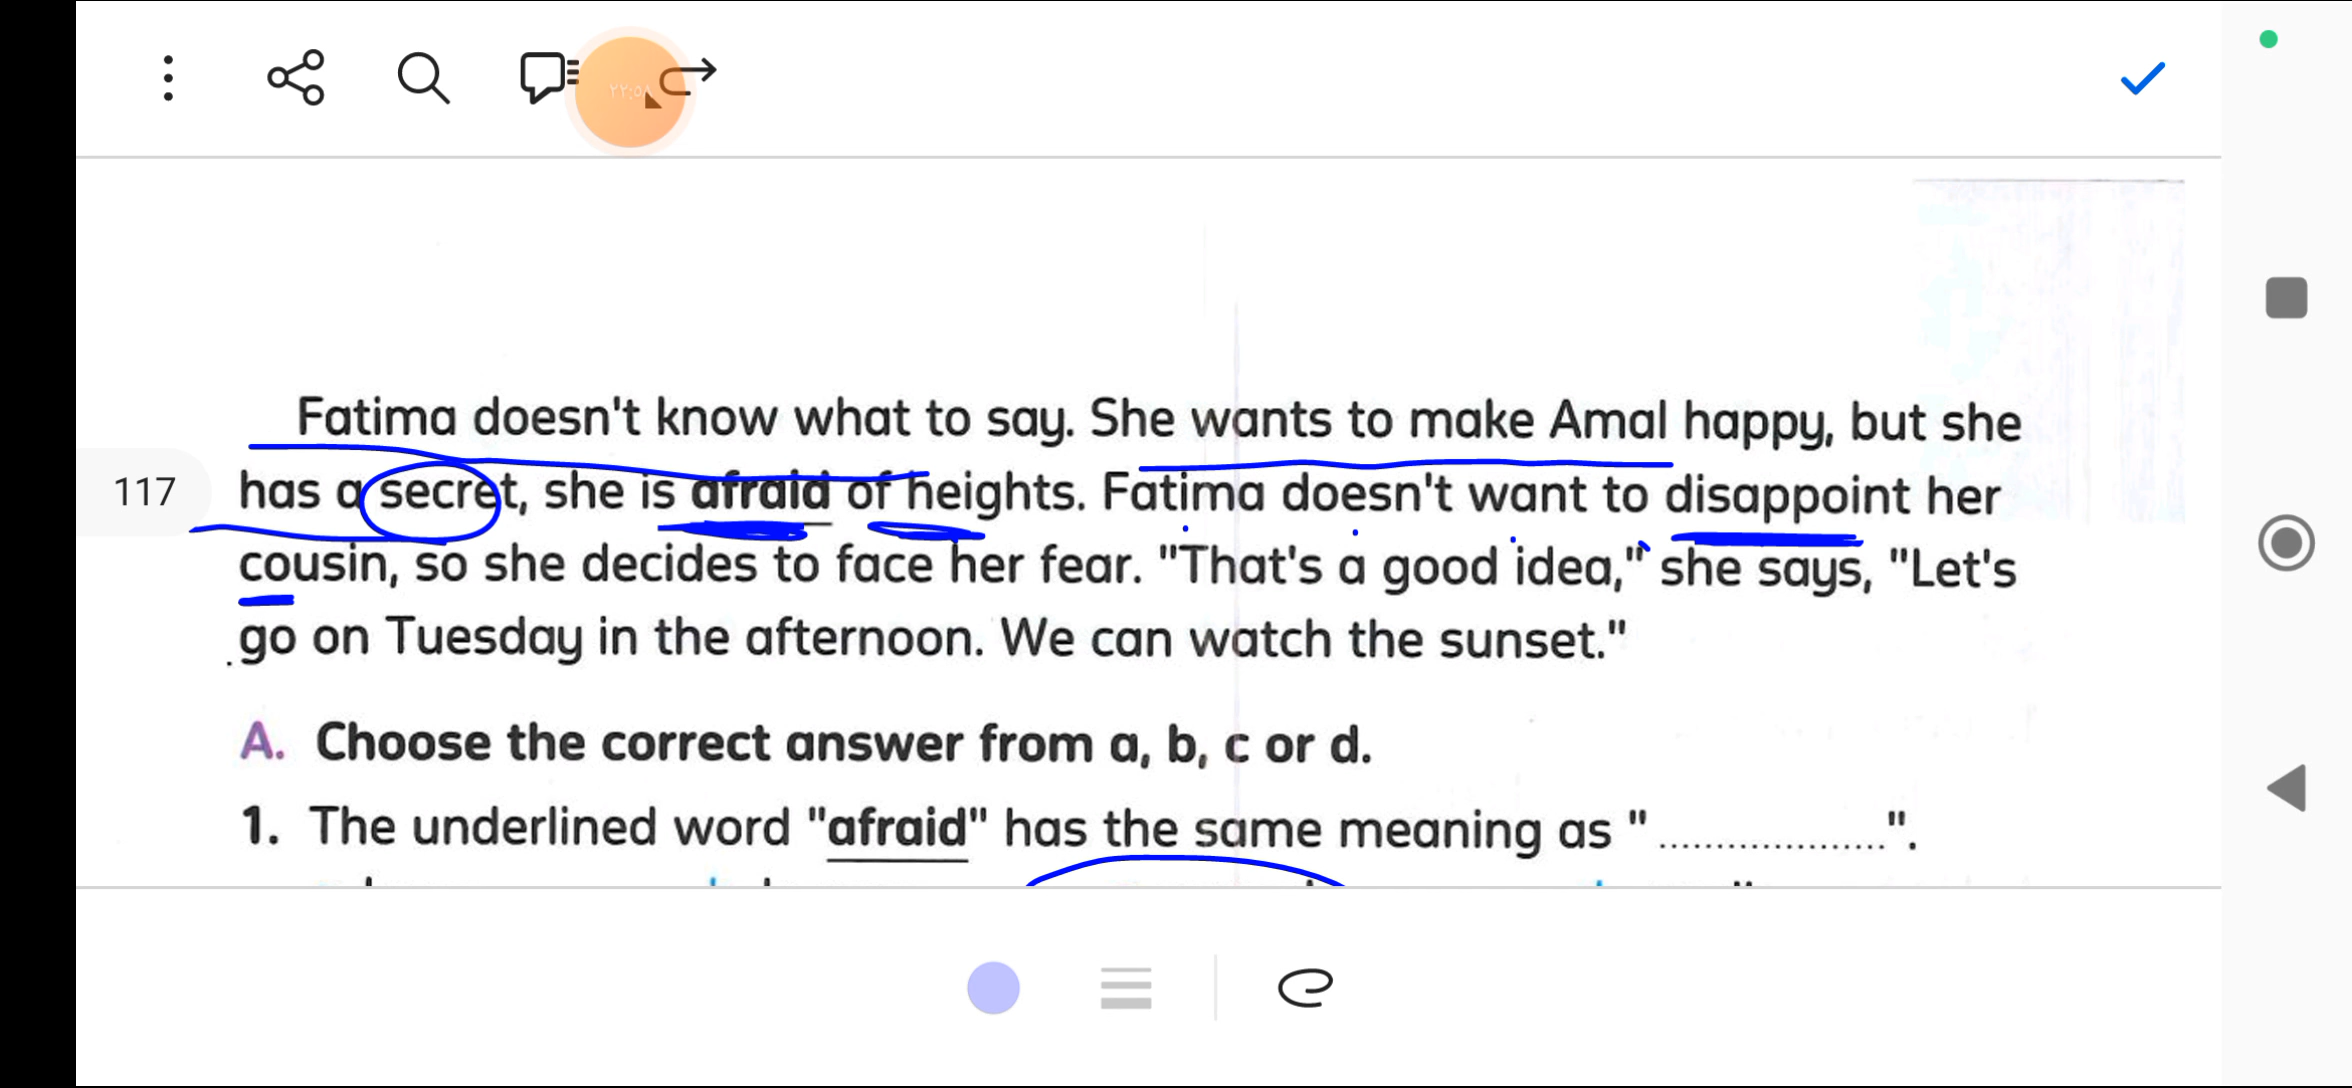 ٢٢:٥٨
Fatima doesn't know what to say. She wants to make Amal happy, but she
117
has a secret, she is afraid of heights. Fatima doesn't want to disappoint her
cousin, so she decides to face her fear. "That's a good idea," she says, "Let's
go on Tuesday in the afternoon. We can watch the sunset."
A. Choose the correct answer from a, b, c or d.
1. The underlined word "afraid" has the same meaning as "....................".